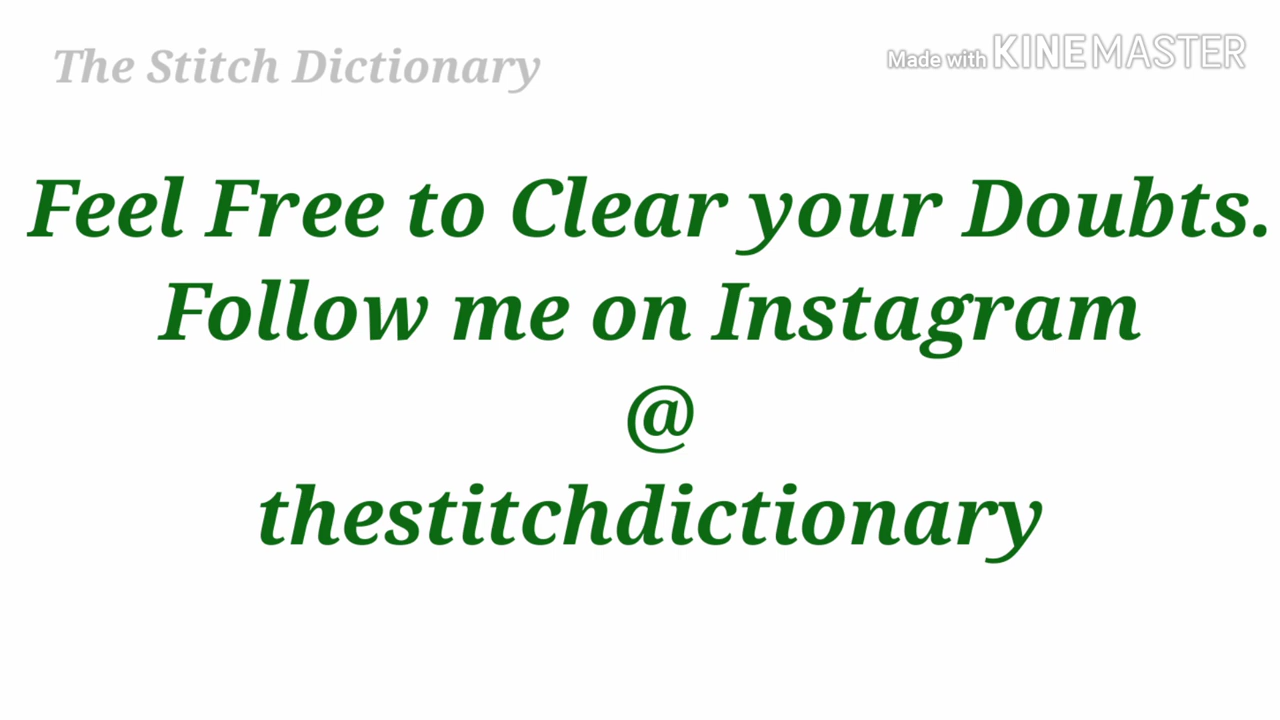 The Stitch Dictionary
Made with KINEMASTER
Feel Free to Clear your Doubts.
Follow me on Instagram
@
thestitchdictionary